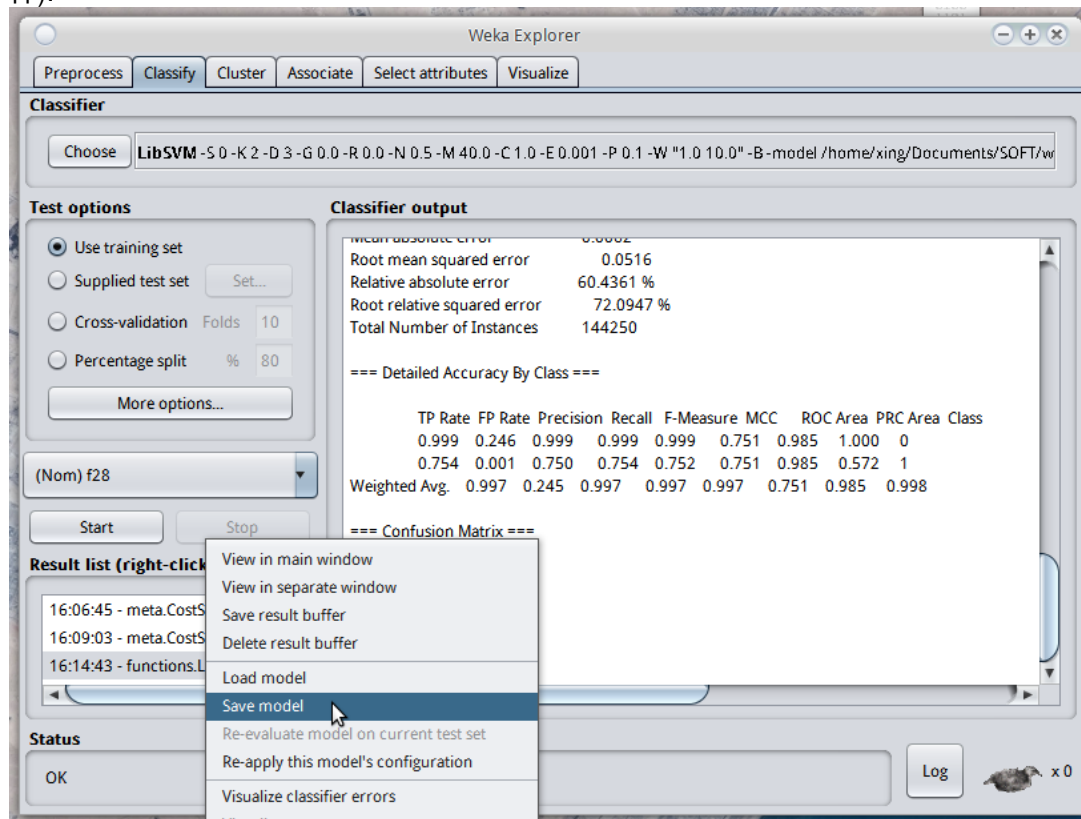 Weka Explorer
Preprocess Classify Cluster Associate Select attributes Visualize
Classifier
Choose LibSVM -S 0 -K 2 -D 3 -G 0.0 -R 0.0 -N 0.5 -M 40.0 -C 1.0 -E 0.001 -P 0.1 -W "1.0 10.0" -B -model /home/xing/Documents/SOFT/w
Test options
Use training set
Supplied test set Set...
Cross-validation Folds 10
Percentage split % 80
More options...
(Nom) f28
Start Stop
Result list (right-click
16:06:45 - meta.CostS
16:09:03 - meta.CostS
16:14:43 - functions.L
Classifier output
Mean absolute error
Root mean squared error 0.0516
Relative absolute error 60.4361 %
Root relative squared error 72.0947 %
Total Number of Instances 144250
=== Detailed Accuracy By Class ===
TP Rate FP Rate Precision Recall F-Measure MCC ROC Area PRC Area Class
0.999 0.246 0.999 0.999 0.999 0.751 0.985 1.000 0
0.754 0.001 0.750 0.754 0.752 0.751 0.985 0.572 1
Weighted Avg. 0.997 0.245 0.997 0.997 0.997 0.751 0.985 0.998
=== Confusion Matrix ===
View in main window
View in separate window
Save result buffer
Delete result buffer
Load model
Save model
Re-evaluate model on current test set
Re-apply this model's configuration
Visualize classifier errors
Status
OK
Log
x 0